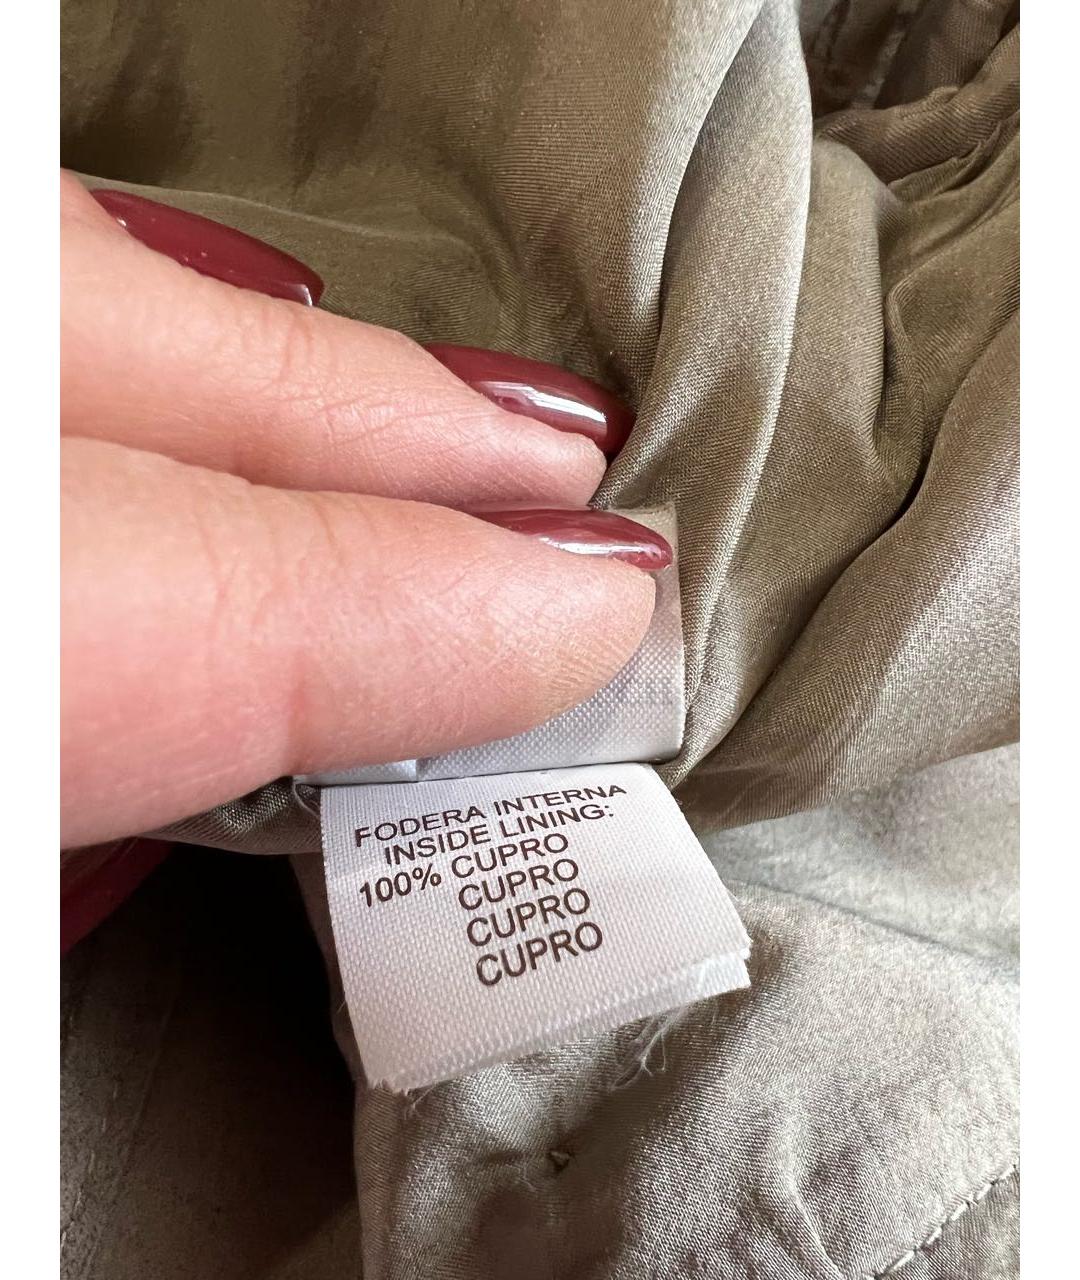 FODERA INTERNA
INSIDE LINING:
100% CUPRO
CUPRO
CUPRO
CUPRO